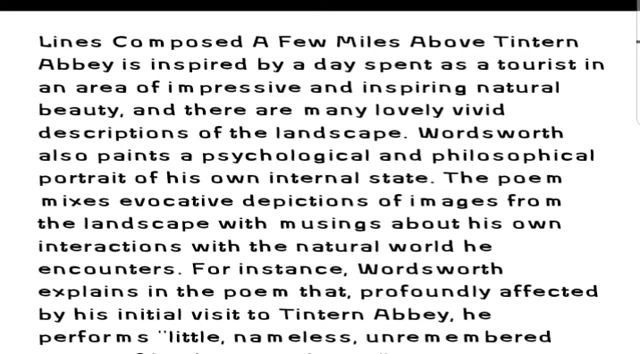 Lines Composed A Few Miles Above Tintern
Abbey is inspired by a day spent as a tourist in
an area of impressive and inspiring natural
beauty, and there are many lovely vivid
descriptions of the landscape. Wordsworth
also paints a psychological and philosophical
portrait of his own internal state. The poem
mixes evocative depictions of images from
the landscape with musings about his own
interactions with the natural world he
encounters. For instance, Wordsworth
explains in the poem that, profoundly affected
by his initial visit to Tintern Abbey, he
performs "little, nameless, unremembered